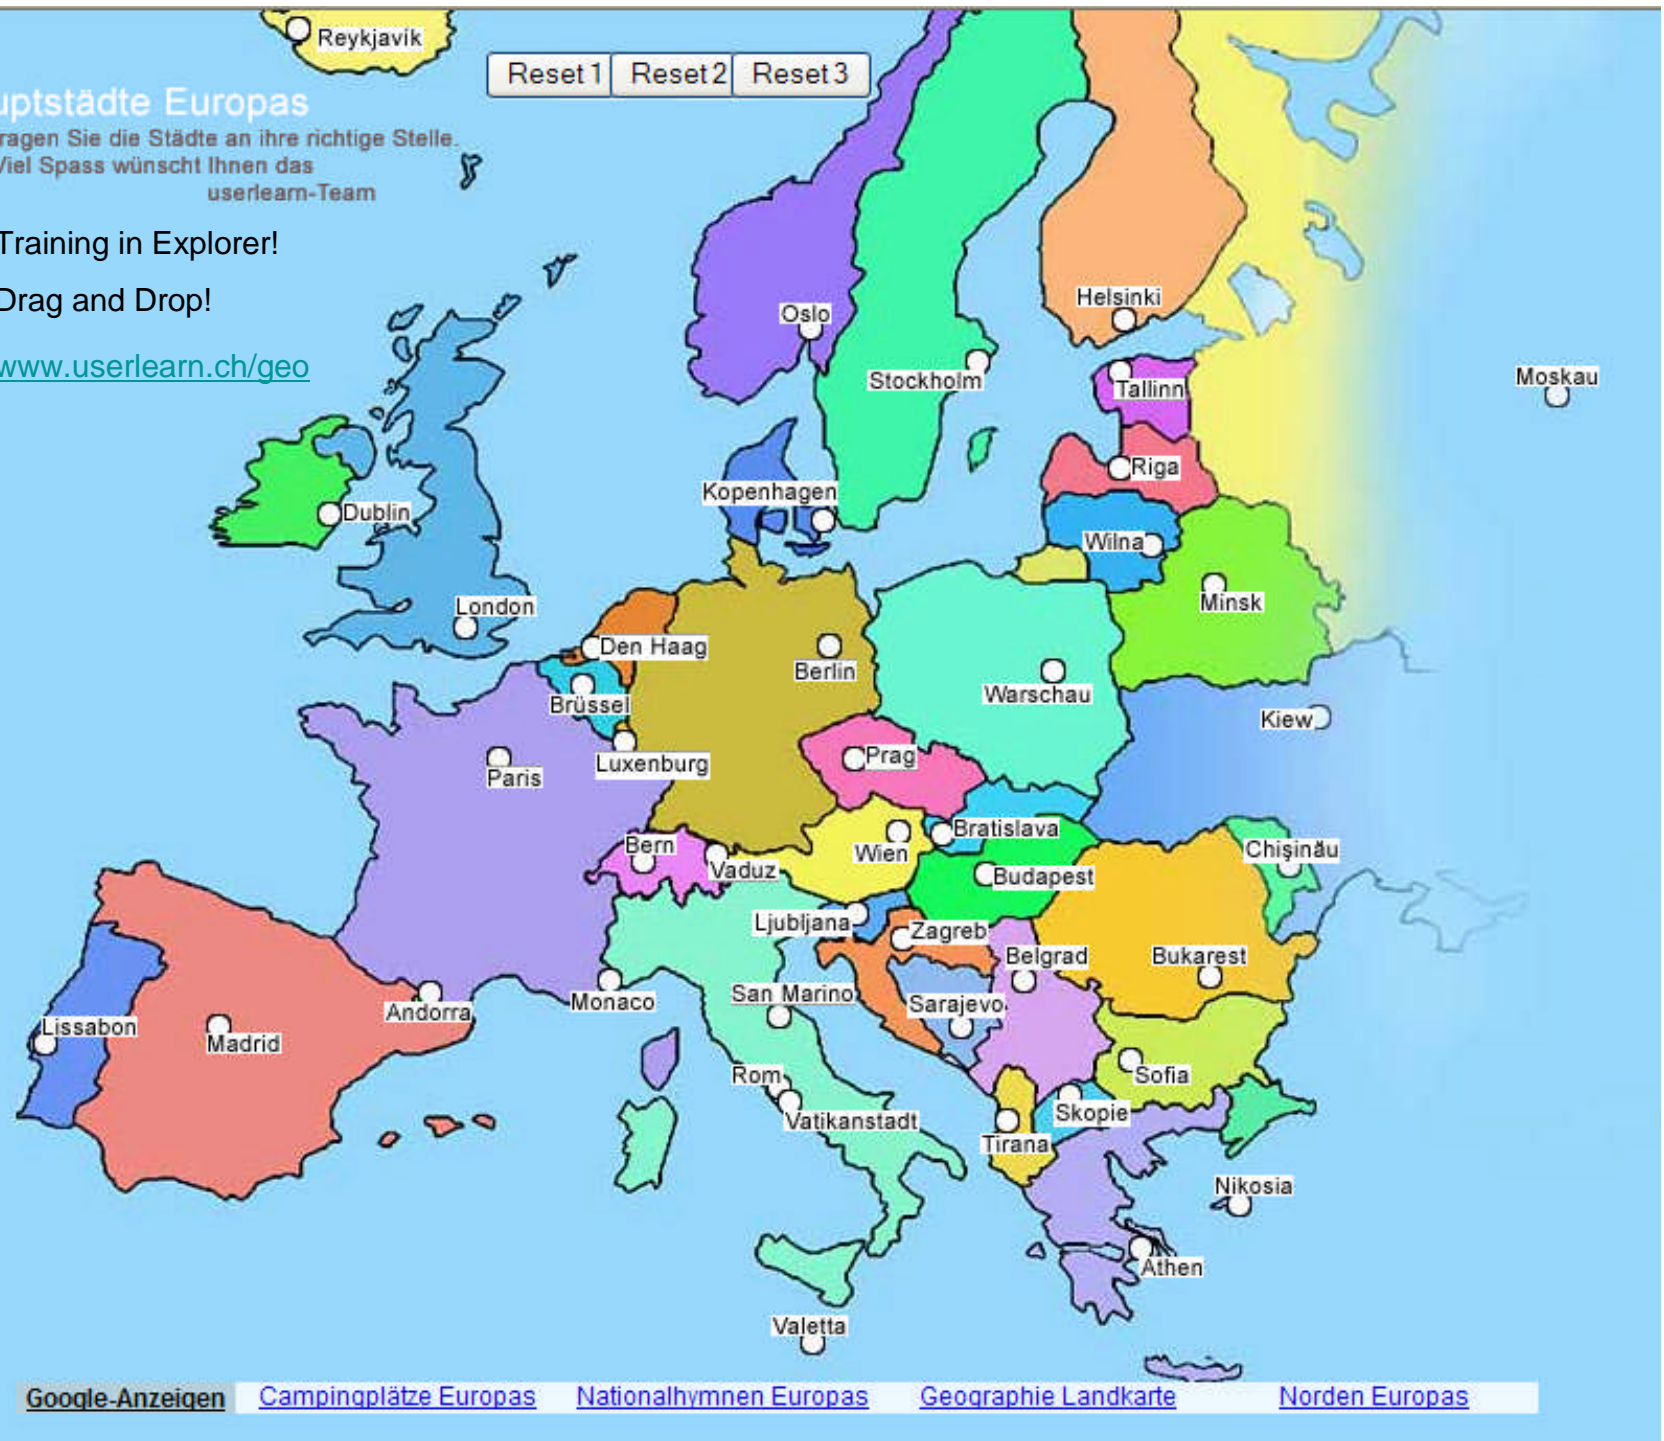 Reykjavik
Reset 1 Reset 2 Reset 3
uptstädte Europas
ragen Sie die Städte an ihre richtige Stelle.
Viel Spass wünscht Ihnen das
userlearn-Team
Training in Explorer!
Drag and Drop!
www.userlearn.ch/geo
Helsinki
Oslo
Stockholm
Tallinn
Moskau
Riga
Kopenhagen
Dublin
Wilna
Minsk
London
Den Haag
Berlin
Warschau
Brüssel
Kiew
Prag
Luxenburg
Paris
Bratislava
Bern
Wien
Chişinău
Vaduz
Budapest
Ljubljana
Zagreb
Belgrad
Bukarest
San Marino
Monaco
Sarajevo
Andorra
Lissabon
Madrid
Rom
Sofia
Skopie
Vatikanstadt
Tirana
Nikosia
Athen
Valetta
Google-Anzeigen Campingplätze Europas Nationalhymnen Europas Geographie Landkarte Norden Europas